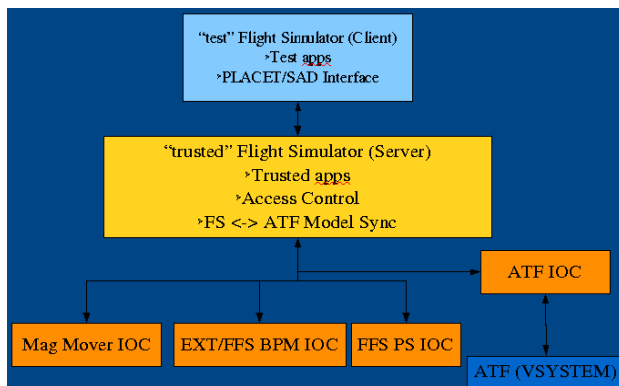 “test” Flight Simnulator (Client)
Test apps
PLACET/SAD Interface
“trusted” Flight Simulator (Server)
Trusted apps
Access Control
FS <-> ATF Model Sync
ATF IOC
Mag Mover IOC
EXT/FFS BPM IOC
FFS PS IOC
ATF (VSYSTEM)